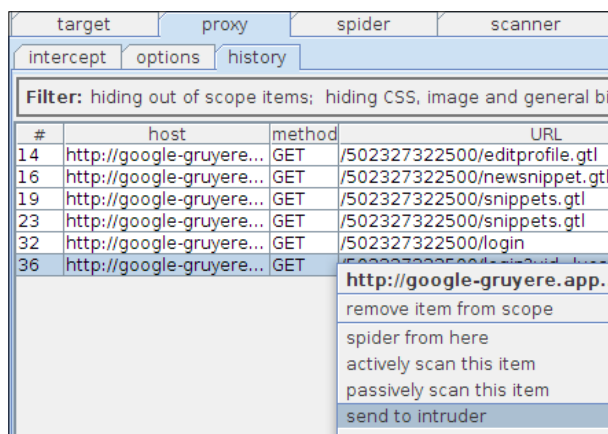 target proxy spider scanner
intercept options history
Filter: hiding out of scope items; hiding CSS, image and general bi
# host method URL
14 http://google-gruyere... GET /502327322500/editprofile.gtl
16 http://google-gruyere... GET /502327322500/newsnippet.gtl
19 http://google-gruyere... GET /502327322500/snippets.gtl
23 http://google-gruyere... GET /502327322500/snippets.gtl
32 http://google-gruyere... GET /502327322500/login
36 http://google-gruyere... GET
http://google-gruyere.app.
remove item from scope
spider from here
actively scan this item
passively scan this item
send to intruder